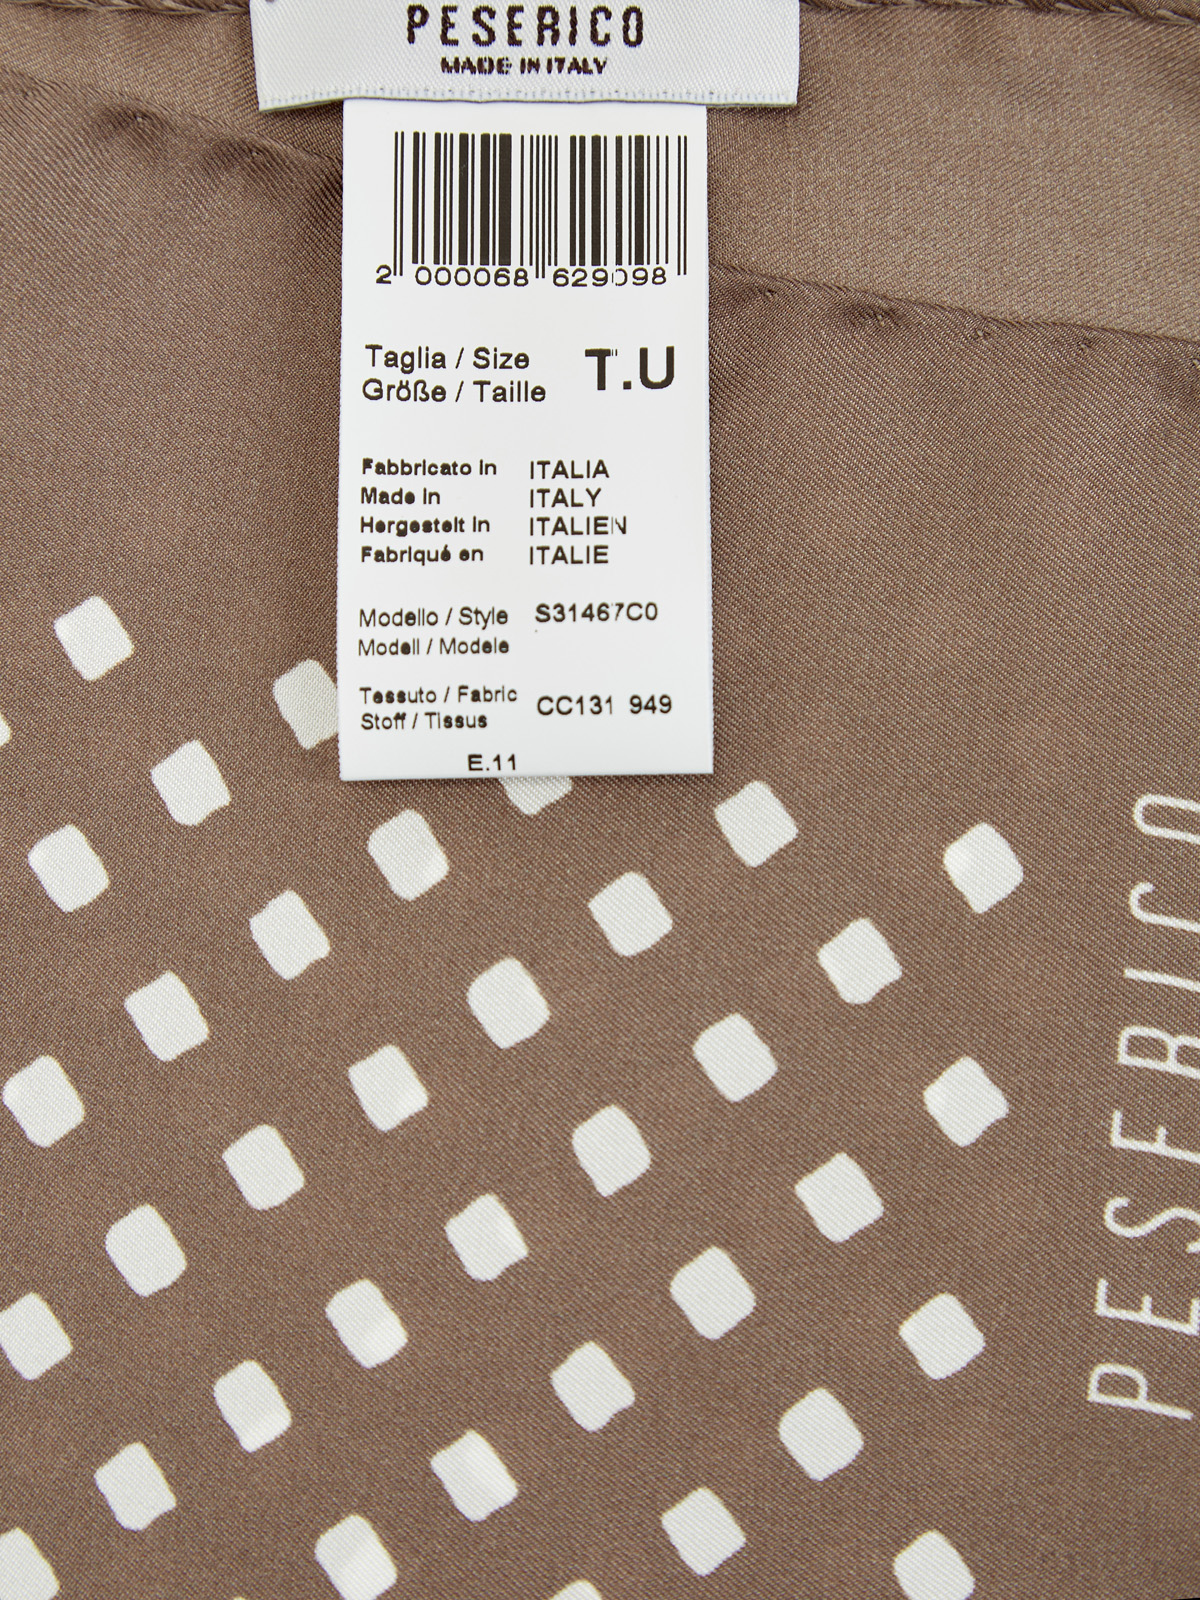 PESERICO
MADE IN ITALY
2 000068 629098
Taglia / Size
Größe / Taille
T.U
Fabbricato in ITALIA
Made in ITALY
Hergestelt in ITALIEN
Fabriqué en ITALIE
Modello / Style S31467C0
Modell / Modele
Tessuto / Fabric CC131 949
Stoff / Tissus
E.11
PESERICO